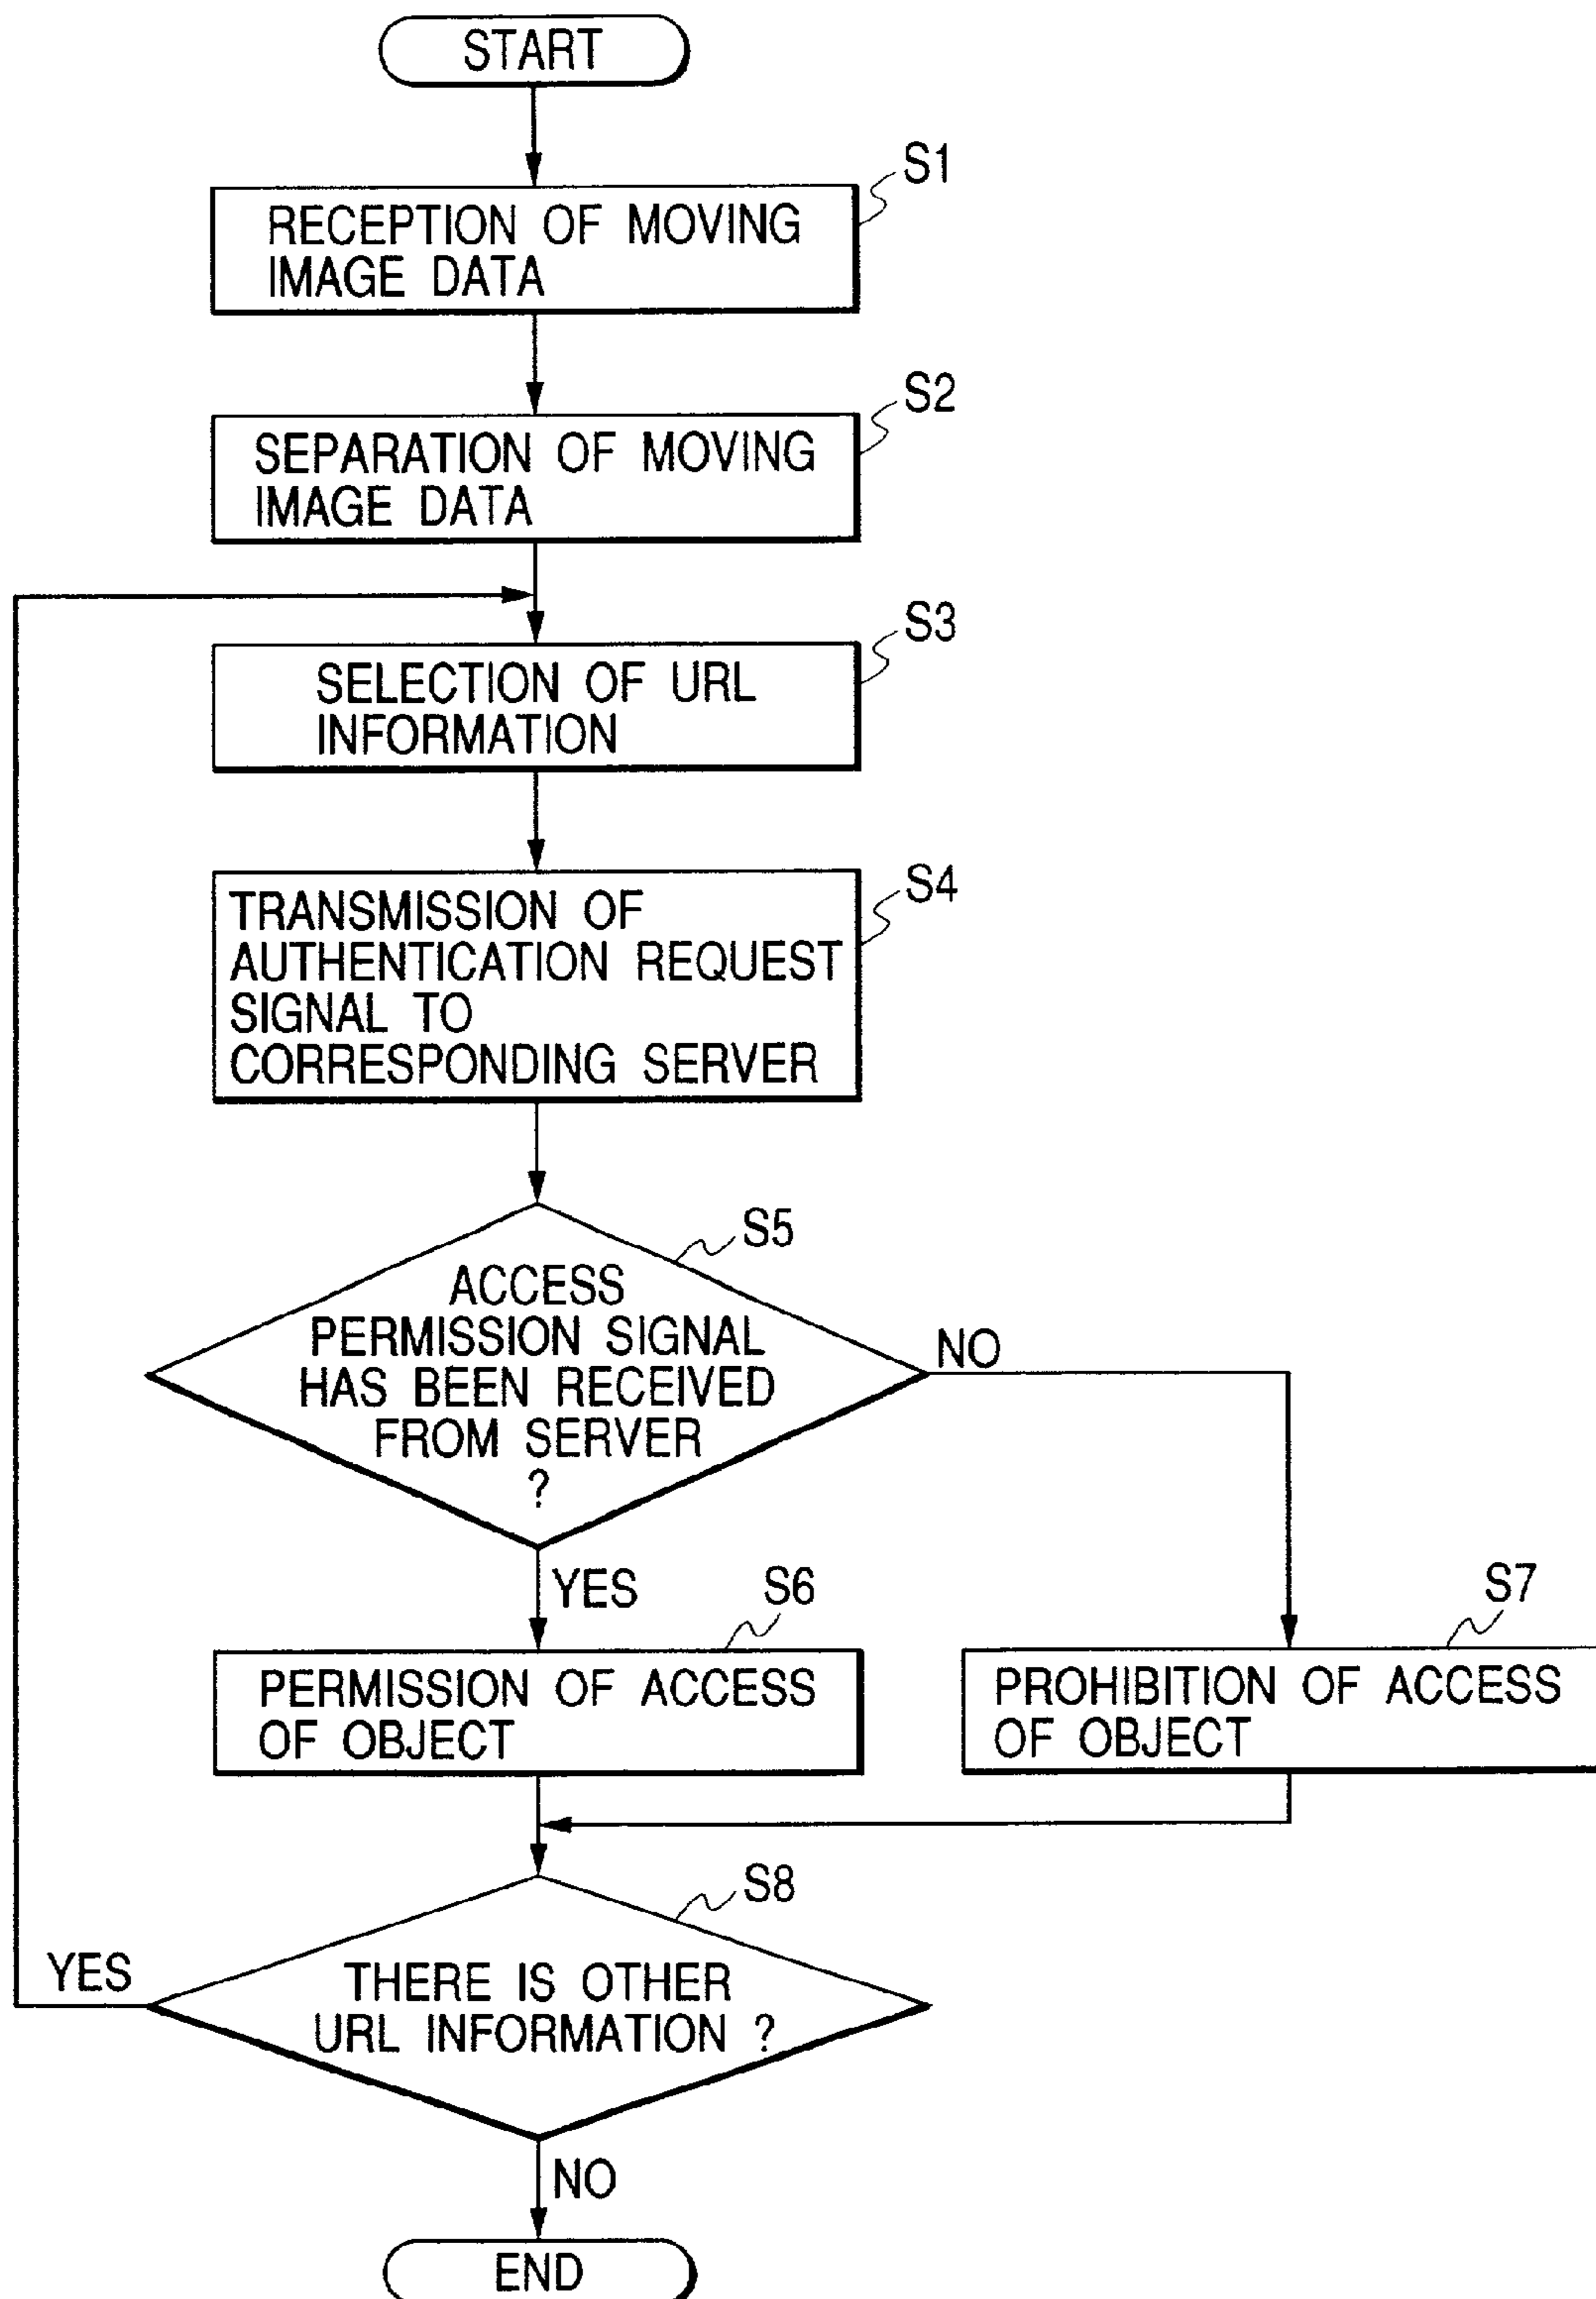 START
S1
RECEPTION OF MOVING
IMAGE DATA
S2
SEPARATION OF MOVING
IMAGE DATA
S3
SELECTION OF URL
INFORMATION
S4
TRANSMISSION OF
AUTHENTICATION REQUEST
SIGNAL TO
CORRESPONDING SERVER
S5
ACCESS
PERMISSION SIGNAL
HAS BEEN RECEIVED
FROM SERVER
?
NO
YES
S6
PERMISSION OF ACCESS
OF OBJECT
S7
PROHIBITION OF ACCESS
OF OBJECT
S8
THERE IS OTHER
URL INFORMATION ?
YES
NO
END